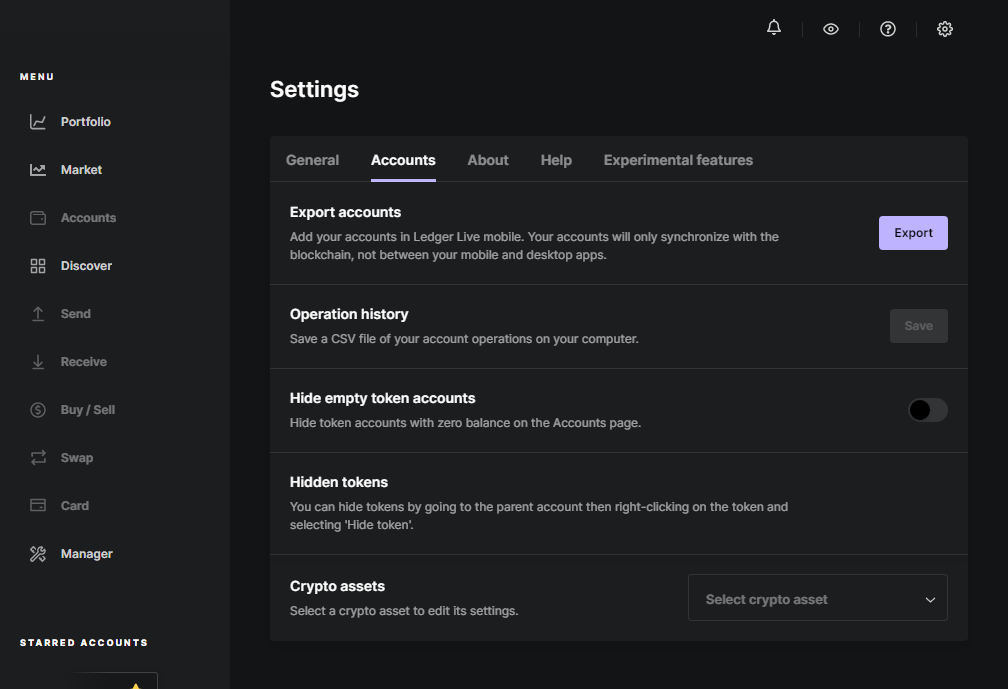 MENU
Portfolio
Market
Accounts
Discover
Send
Receive
Buy / Sell
Swap
Card
Manager
STARRED ACCOUNTS
Settings
General Accounts About Help Experimental features
Export accounts
Add your accounts in Ledger Live mobile. Your accounts will only synchronize with the
blockchain, not between your mobile and desktop apps.
Export
Operation history
Save a CSV file of your account operations on your computer.
Save
Hide empty token accounts
Hide token accounts with zero balance on the Accounts page.
Hidden tokens
You can hide tokens by going to the parent account then right-clicking on the token and
selecting 'Hide token'.
Crypto assets
Select a crypto asset to edit its settings.
Select crypto asset